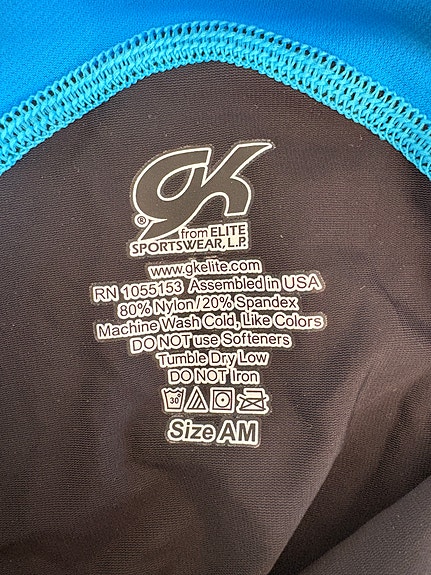 GK
®
from ELITE
SPORTSWEAR, L.P.
www.gkelite.com
RN 1055153 Assembled in USA
80% Nylon/20% Spandex
Machine Wash Cold, Like Colors
DO NOT use Softeners
Tumble Dry Low
DO NOT Iron
30°
Size AM